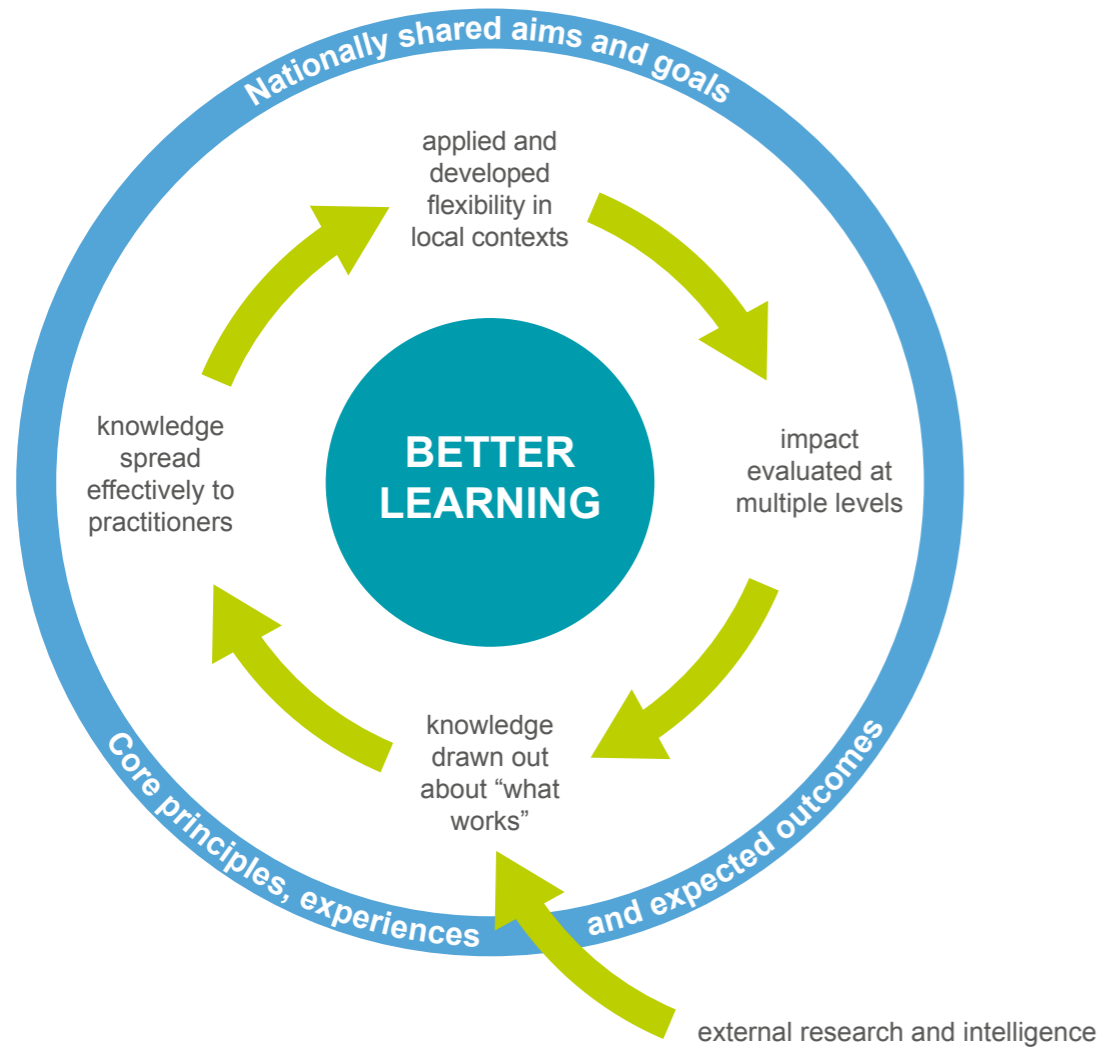 Nationally shared aims and goals
applied and
developed
flexibility in
local contexts
knowledge
spread
effectively to
practitioners
BETTER
LEARNING
impact
evaluated at
multiple levels
knowledge
drawn out
about “what
works”
Core principles, experiences
and expected outcomes
external research and intelligence